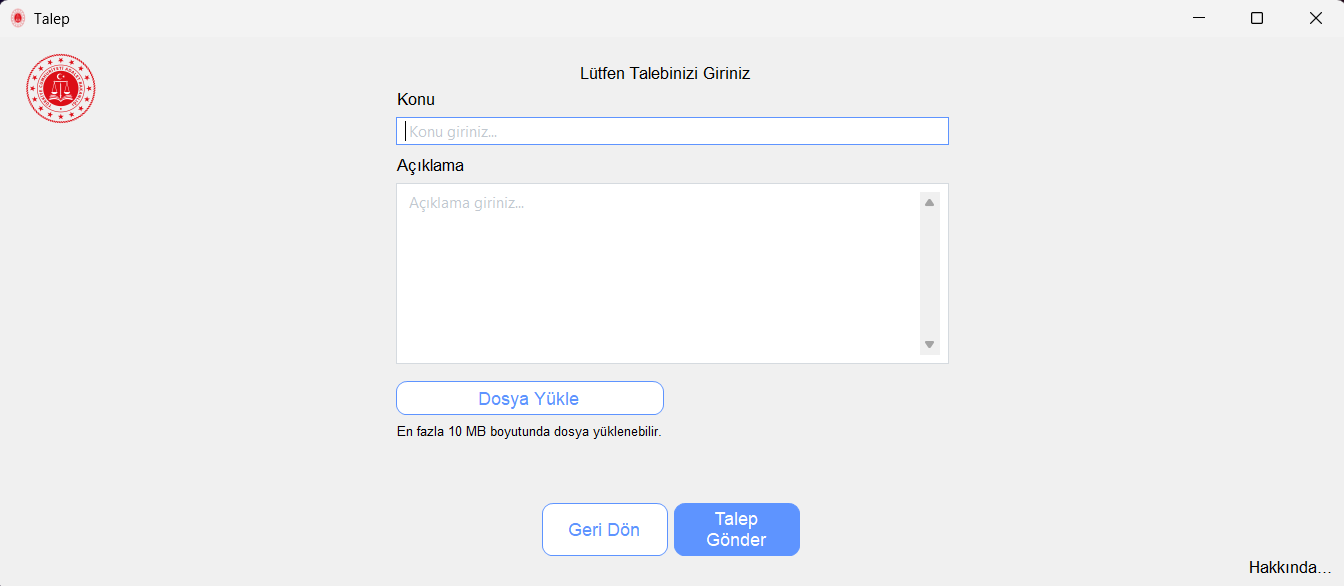 Talep
Lütfen Talebinizi Giriniz
Konu
Konu giriniz...
Açıklama
Açıklama giriniz...
Dosya Yükle
En fazla 10 MB boyutunda dosya yüklenebilir.
Geri Dön
Talep
Gönder
Hakkında...